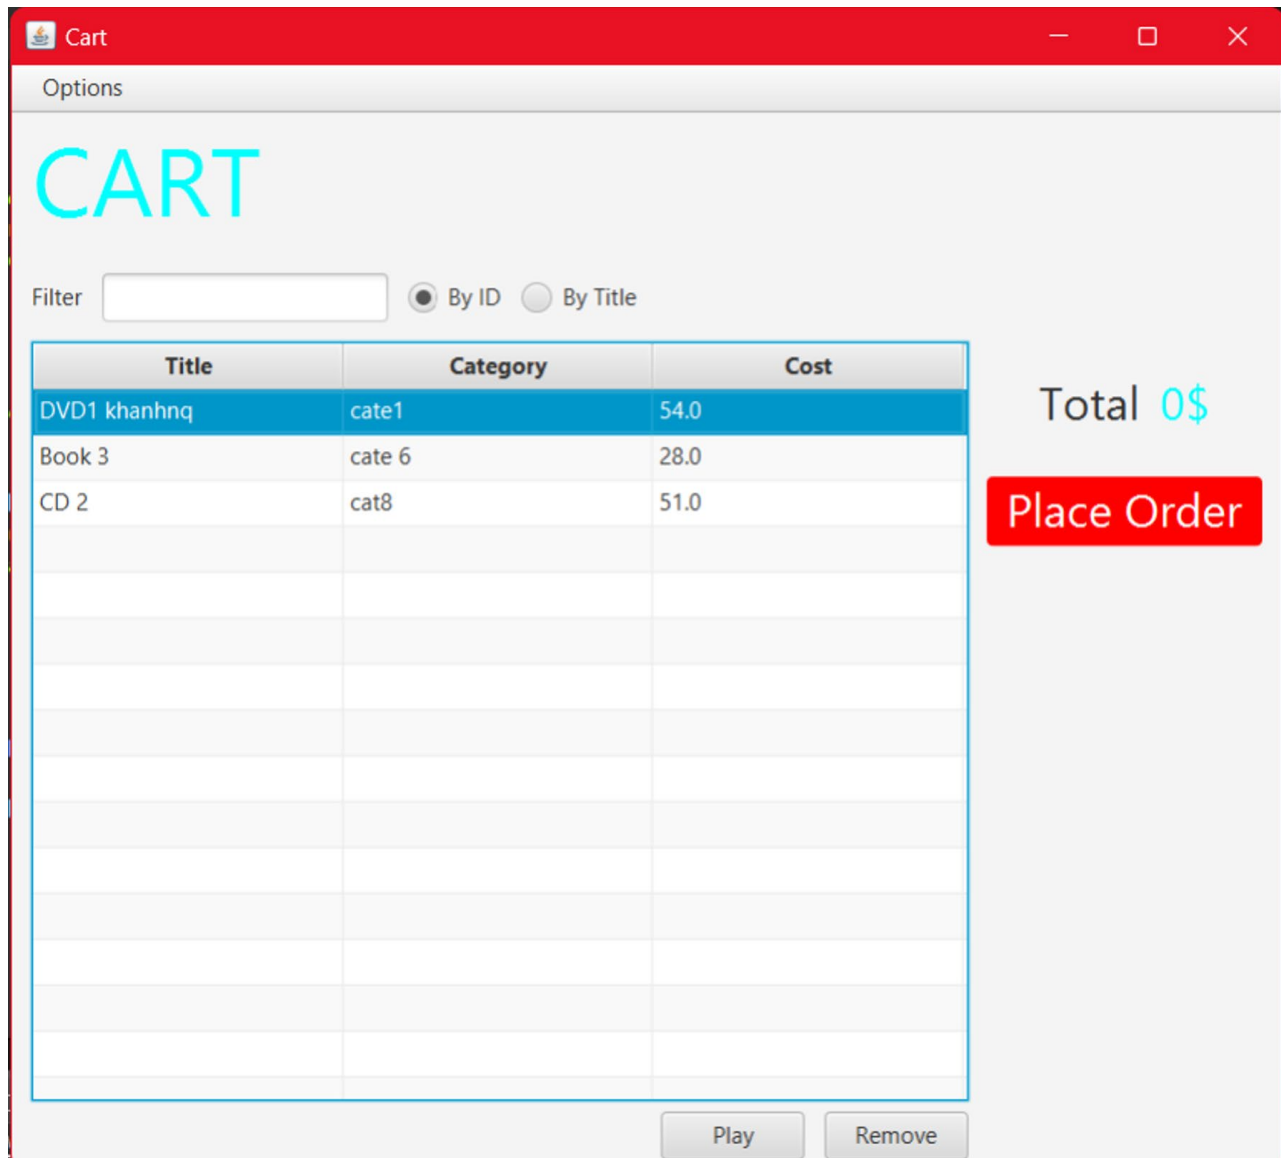 Cart
Options
CART
Filter By ID By Title
Title Category Cost
DVD1 khanhnq cate1 54.0
Book 3 cate 6 28.0
CD 2 cat8 51.0
Total 0$
Place Order
Play Remove